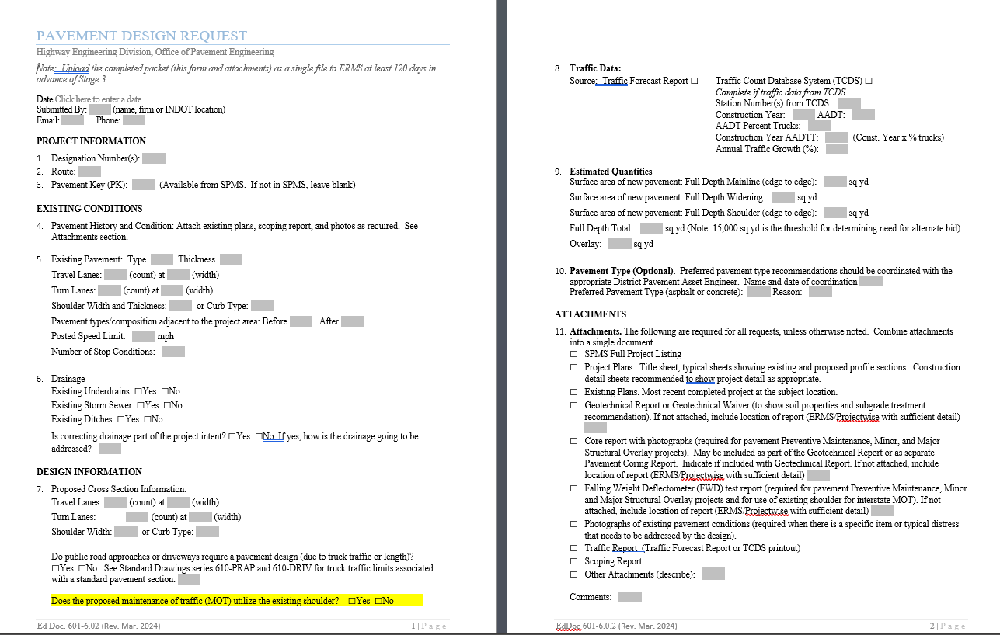 PAVEMENT DESIGN REQUEST
Highway Engineering Division, Office of Pavement Engineering
Note: Upload the completed packet (this form and attachments) as a single file to ERMS at least 120 days in
advance of Stage 3.
Date Click here to enter a date.
Submitted By: (name, firm or INDOT location)
Email: Phone:
PROJECT INFORMATION
1. Designation Number(s):
2. Route:
3. Pavement Key (PK): (Available from SPMS. If not in SPMS, leave blank)
EXISTING CONDITIONS
4. Pavement History and Condition: Attach existing plans, scoping report, and photos as required. See
Attachments section.
5. Existing Pavement: Type Thickness
Travel Lanes: (count) at (width)
Turn Lanes: (count) at (width)
Shoulder Width and Thickness: or Curb Type:
Pavement types/composition adjacent to the project area: Before After
Posted Speed Limit: mph
Number of Stop Conditions:
6. Drainage
Existing Underdrains: ☐Yes ☐No
Existing Storm Sewer: ☐Yes ☐No
Existing Ditches: ☐Yes ☐No
Is correcting drainage part of the project intent? ☐Yes ☐No If yes, how is the drainage going to be
addressed?
DESIGN INFORMATION
7. Proposed Cross Section Information:
Travel Lanes: (count) at (width)
Turn Lanes: (count) at (width)
Shoulder Width: or Curb Type:
Do public road approaches or driveways require a pavement design (due to truck traffic or length)?
☐Yes ☐No See Standard Drawings series 610-PRAP and 610-DRIV for truck traffic limits associated
with a standard pavement section.
Does the proposed maintenance of traffic (MOT) utilize the existing shoulder? ☐Yes ☐No
Ed Doc. 601-6.02 (Rev. Mar. 2024) 1 | P a g e
8. Traffic Data:
Source: Traffic Forecast Report ☐ Traffic Count Database System (TCDS) ☐
Complete if traffic data from TCDS
Station Number(s) from TCDS:
Construction Year: AADT:
AADT Percent Trucks:
Construction Year AADTT: (Const. Year x % trucks)
Annual Traffic Growth (%):
9. Estimated Quantities
Surface area of new pavement: Full Depth Mainline (edge to edge): sq yd
Surface area of new pavement: Full Depth Widening: sq yd
Surface area of new pavement: Full Depth Shoulder (edge to edge): sq yd
Full Depth Total: sq yd (Note: 15,000 sq yd is the threshold for determining need for alternate bid)
Overlay: sq yd
10. Pavement Type (Optional). Preferred pavement type recommendations should be coordinated with the
appropriate District Pavement Asset Engineer. Name and date of coordination
Preferred Pavement Type (asphalt or concrete): Reason:
ATTACHMENTS
11. Attachments. The following are required for all requests, unless otherwise noted. Combine attachments
into a single document.
☐ SPMS Full Project Listing
☐ Project Plans. Title sheet, typical sheets showing existing and proposed profile sections. Construction
detail sheets recommended to show project detail as appropriate.
☐ Existing Plans. Most recent completed project at the subject location.
☐ Geotechnical Report or Geotechnical Waiver (to show soil properties and subgrade treatment
recommendation). If not attached, include location of report (ERMS/Projectwise with sufficient detail)
☐ Core report with photographs (required for pavement Preventive Maintenance, Minor, and Major
Structural Overlay projects). May be included as part of the Geotechnical Report or as separate
Pavement Coring Report. Indicate if included with Geotechnical Report. If not attached, include
location of report (ERMS/Projectwise with sufficient detail)
☐ Falling Weight Deflectometer (FWD) test report (required for pavement Preventive Maintenance, Minor
and Major Structural Overlay projects and for use of existing shoulder for interstate MOT). If not
attached, include location of report (ERMS/Projectwise with sufficient detail)
☐ Photographs of existing pavement conditions (required when there is a specific item or typical distress
that needs to be addressed by the design).
☐ Traffic Report (Traffic Forecast Report or TCDS printout)
☐ Scoping Report
☐ Other Attachments (describe):
Comments:
EdDoc 601-6.0.2 (Rev. Mar. 2024) 2 | P a g e